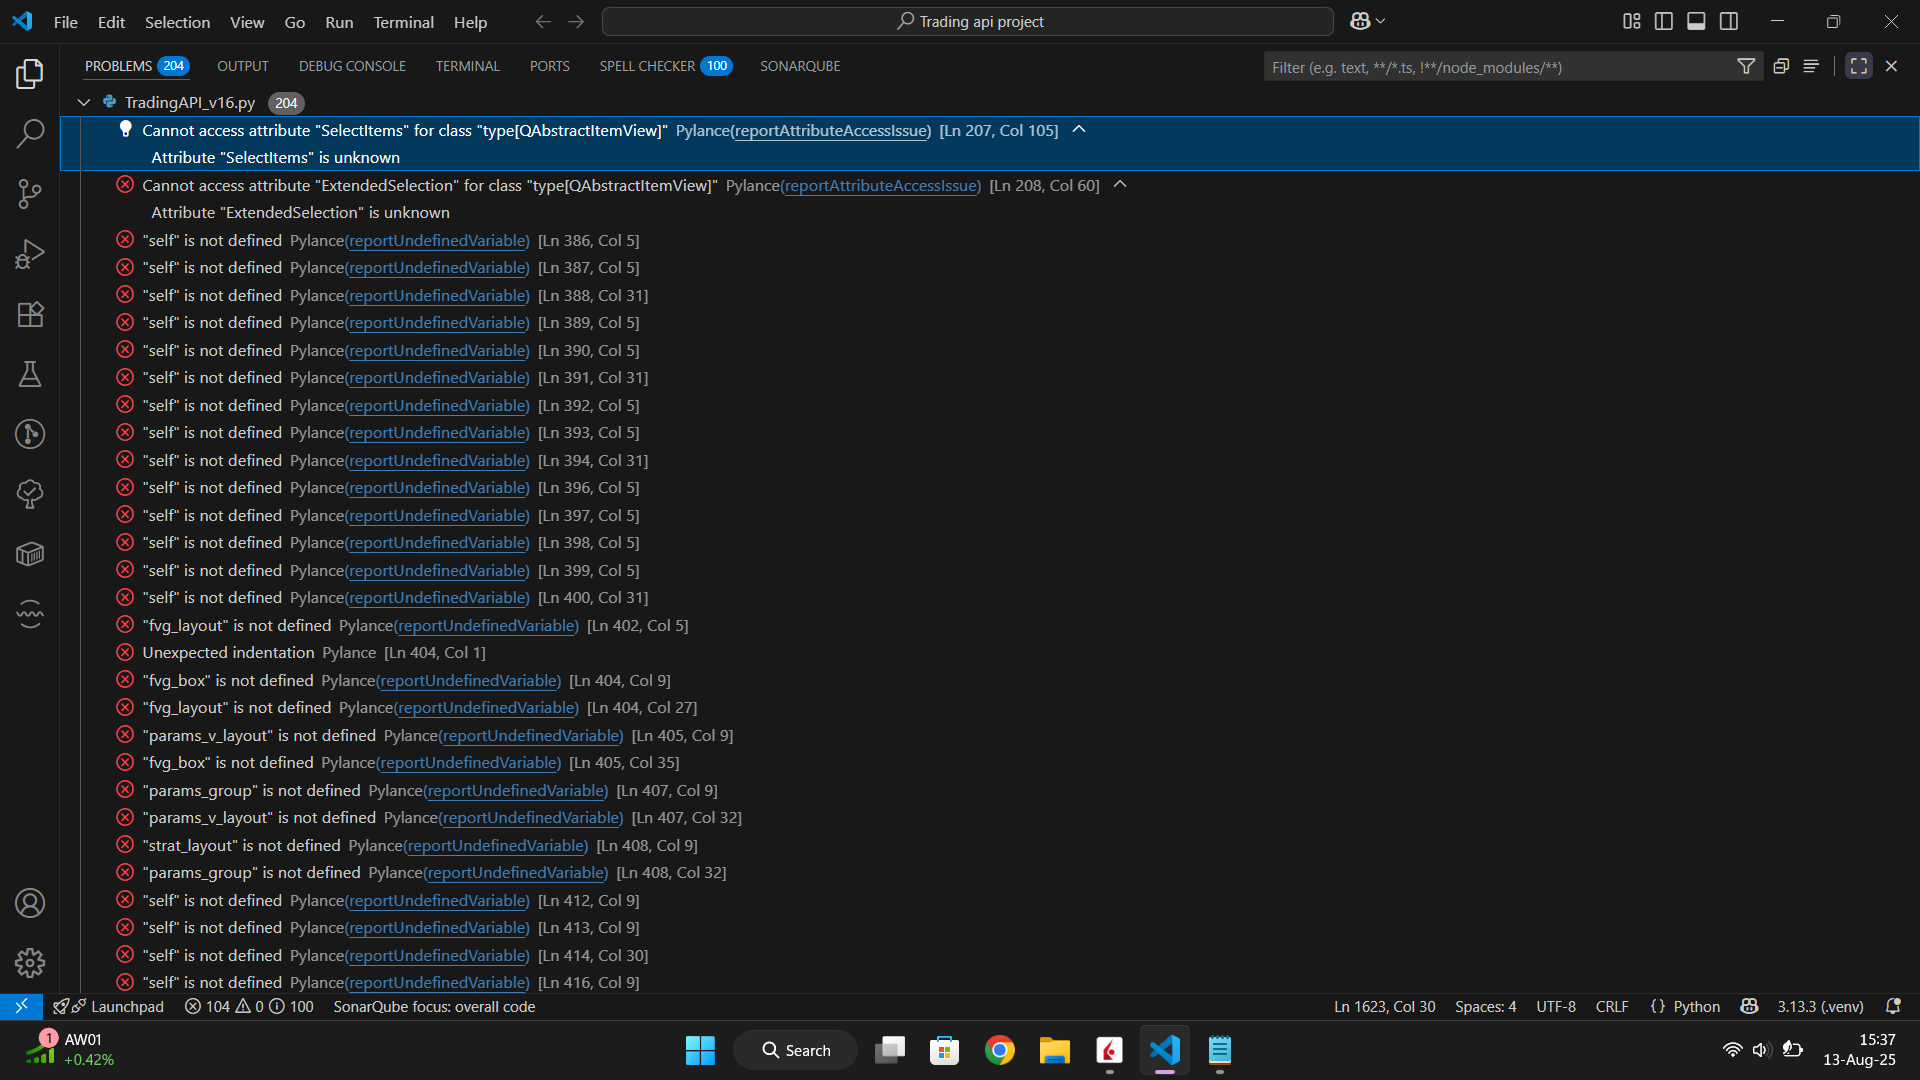 File Edit Selection View Go Run Terminal Help
Trading api project
PROBLEMS 204 OUTPUT DEBUG CONSOLE TERMINAL PORTS SPELL CHECKER 100 SONARQUBE
Filter (e.g. text, **/*.ts, !**/node_modules/**)
TradingAPI_v16.py 204
Cannot access attribute "SelectItems" for class "type[QAbstractItemView]" Pylance(reportAttributeAccessIssue) [Ln 207, Col 105]
Attribute "SelectItems" is unknown
Cannot access attribute "ExtendedSelection" for class "type[QAbstractItemView]" Pylance(reportAttributeAccessIssue) [Ln 208, Col 60]
Attribute "ExtendedSelection" is unknown
"self" is not defined Pylance(reportUndefinedVariable) [Ln 386, Col 5]
"self" is not defined Pylance(reportUndefinedVariable) [Ln 387, Col 5]
"self" is not defined Pylance(reportUndefinedVariable) [Ln 388, Col 31]
"self" is not defined Pylance(reportUndefinedVariable) [Ln 389, Col 5]
"self" is not defined Pylance(reportUndefinedVariable) [Ln 390, Col 5]
"self" is not defined Pylance(reportUndefinedVariable) [Ln 391, Col 31]
"self" is not defined Pylance(reportUndefinedVariable) [Ln 392, Col 5]
"self" is not defined Pylance(reportUndefinedVariable) [Ln 393, Col 5]
"self" is not defined Pylance(reportUndefinedVariable) [Ln 394, Col 31]
"self" is not defined Pylance(reportUndefinedVariable) [Ln 396, Col 5]
"self" is not defined Pylance(reportUndefinedVariable) [Ln 397, Col 5]
"self" is not defined Pylance(reportUndefinedVariable) [Ln 398, Col 5]
"self" is not defined Pylance(reportUndefinedVariable) [Ln 399, Col 5]
"self" is not defined Pylance(reportUndefinedVariable) [Ln 400, Col 31]
"fvg_layout" is not defined Pylance(reportUndefinedVariable) [Ln 402, Col 5]
Unexpected indentation Pylance [Ln 404, Col 1]
"fvg_box" is not defined Pylance(reportUndefinedVariable) [Ln 404, Col 9]
"fvg_layout" is not defined Pylance(reportUndefinedVariable) [Ln 404, Col 27]
"params_v_layout" is not defined Pylance(reportUndefinedVariable) [Ln 405, Col 9]
"fvg_box" is not defined Pylance(reportUndefinedVariable) [Ln 405, Col 35]
"params_group" is not defined Pylance(reportUndefinedVariable) [Ln 407, Col 9]
"params_v_layout" is not defined Pylance(reportUndefinedVariable) [Ln 407, Col 32]
"strat_layout" is not defined Pylance(reportUndefinedVariable) [Ln 408, Col 9]
"params_group" is not defined Pylance(reportUndefinedVariable) [Ln 408, Col 32]
"self" is not defined Pylance(reportUndefinedVariable) [Ln 412, Col 9]
"self" is not defined Pylance(reportUndefinedVariable) [Ln 413, Col 9]
"self" is not defined Pylance(reportUndefinedVariable) [Ln 414, Col 30]
"self" is not defined Pylance(reportUndefinedVariable) [Ln 416, Col 9]
Launchpad 104 0 100 SonarQube focus: overall code Ln 1623, Col 30 Spaces: 4 UTF-8 CRLF {} Python 3.13.3 (.venv)
1 AW01
+0.42%
Search
15:37
13-Aug-25